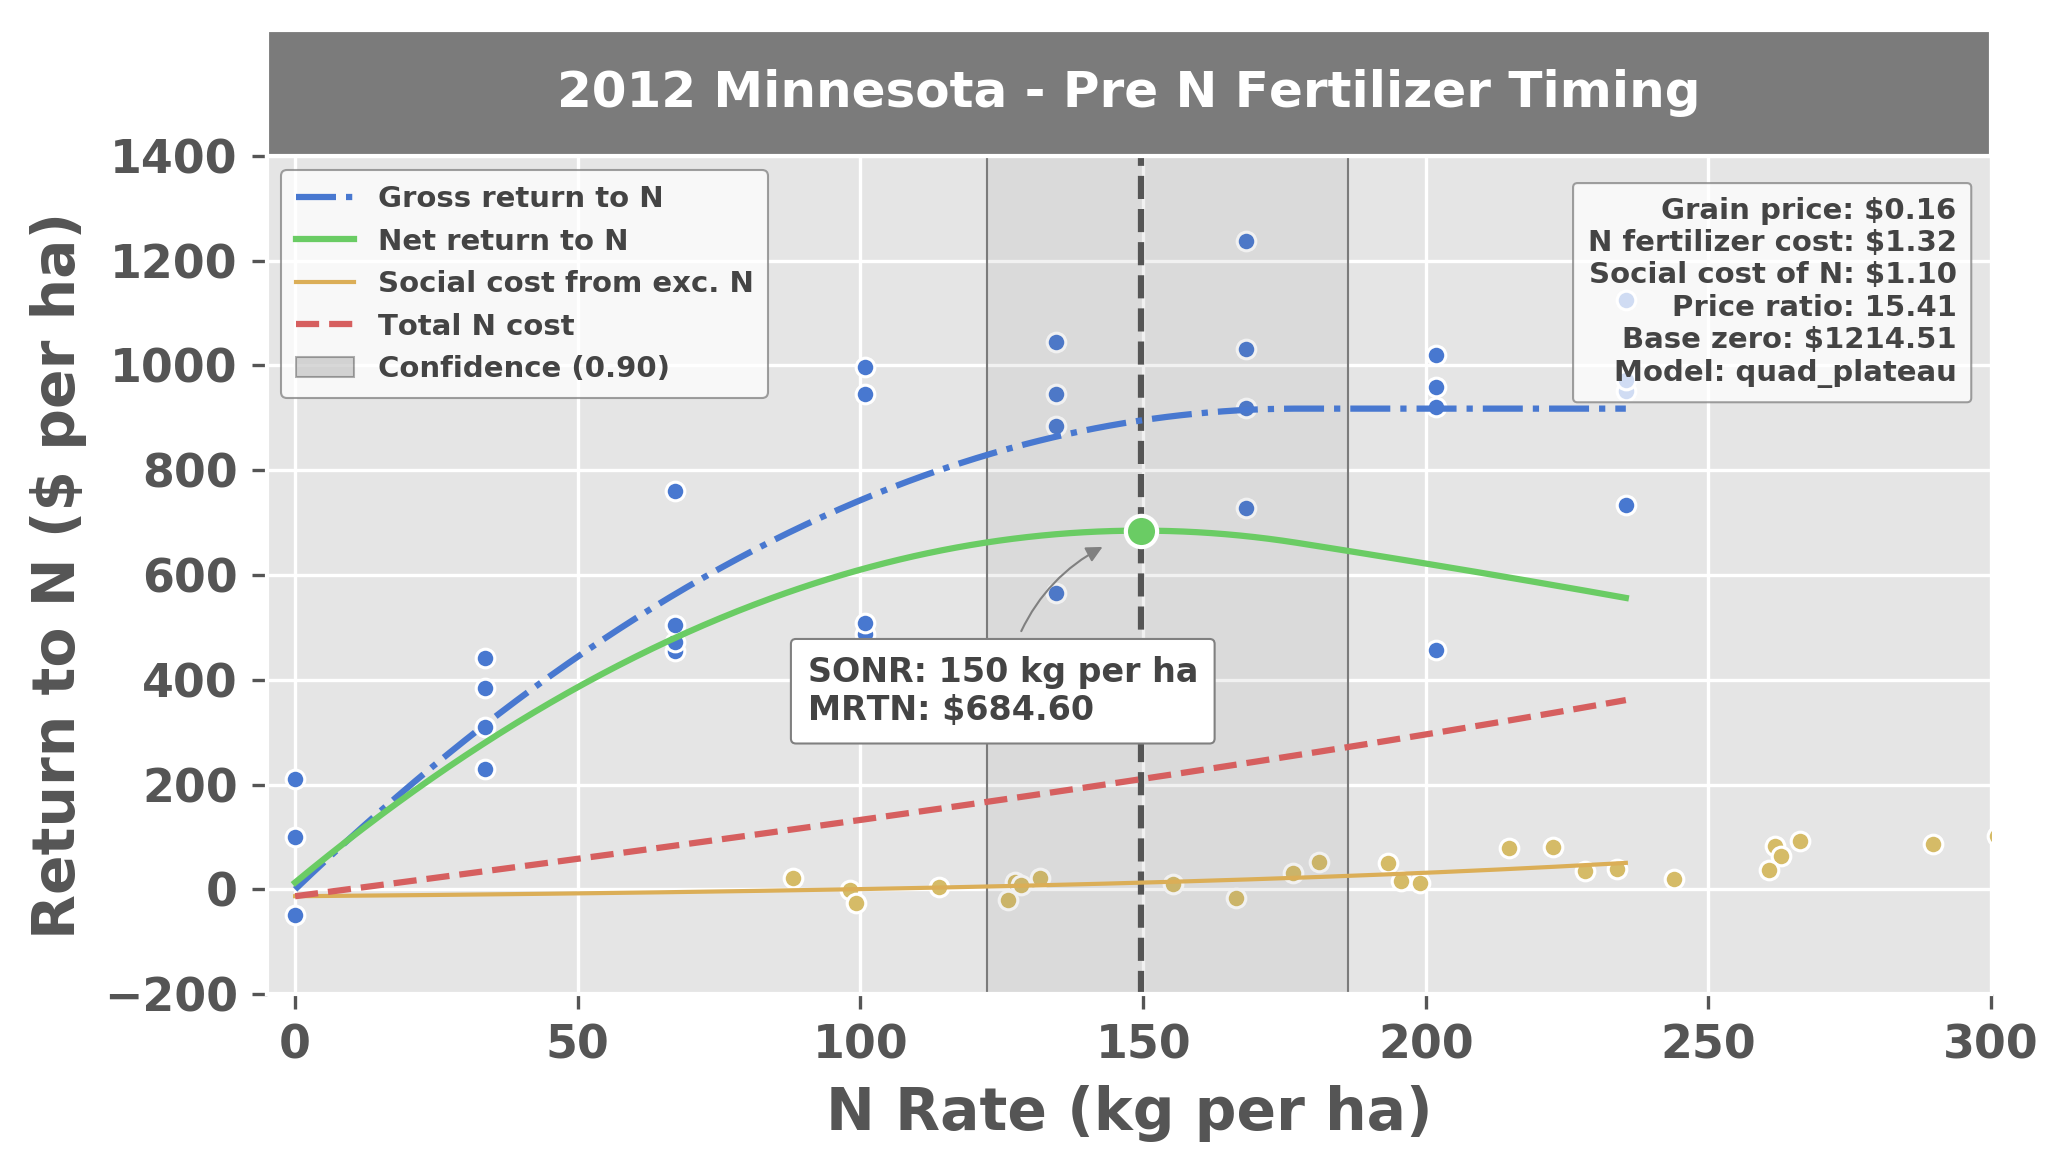 2012 Minnesota - Pre N Fertilizer Timing
Return to N ($ per ha)
1400
1200
1000
800
600
400
200
0
−200
Gross return to N
Net return to N
Social cost from exc. N
Total N cost
Confidence (0.90)
Grain price: $0.16
N fertilizer cost: $1.32
Social cost of N: $1.10
Price ratio: 15.41
Base zero: $1214.51
Model: quad_plateau
SONR: 150 kg per ha
MRTN: $684.60
0 50 100 150 200 250 300
N Rate (kg per ha)